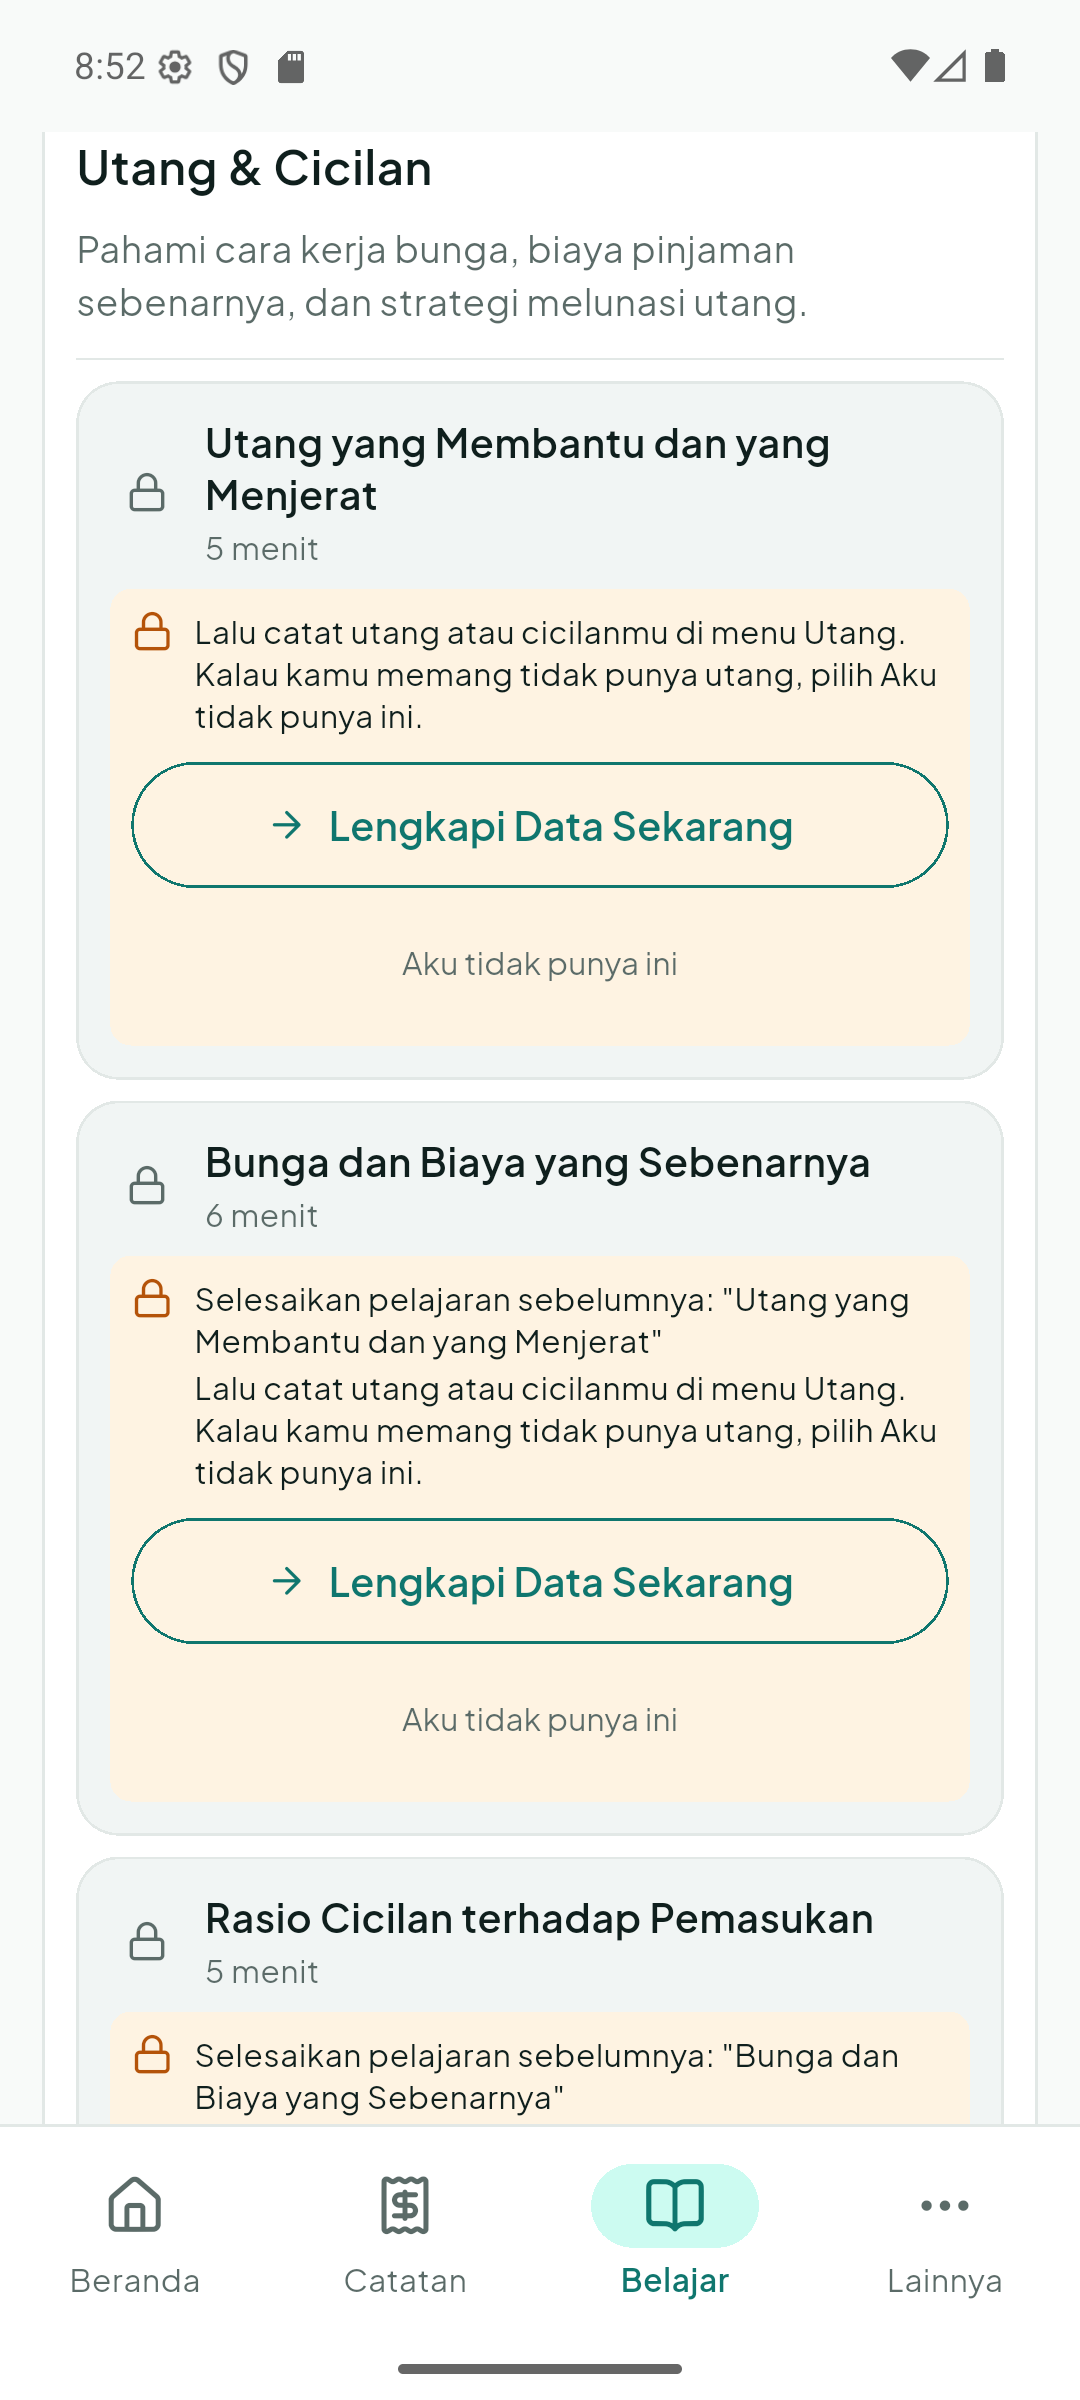 8:52
Utang & Cicilan
Pahami cara kerja bunga, biaya pinjaman
sebenarnya, dan strategi melunasi utang.
Utang yang Membantu dan yang
Menjerat
5 menit
Lalu catat utang atau cicilanmu di menu Utang.
Kalau kamu memang tidak punya utang, pilih Aku
tidak punya ini.
Lengkapi Data Sekarang
Aku tidak punya ini
Bunga dan Biaya yang Sebenarnya
6 menit
Selesaikan pelajaran sebelumnya: "Utang yang
Membantu dan yang Menjerat"
Lalu catat utang atau cicilanmu di menu Utang.
Kalau kamu memang tidak punya utang, pilih Aku
tidak punya ini.
Lengkapi Data Sekarang
Aku tidak punya ini
Rasio Cicilan terhadap Pemasukan
5 menit
Selesaikan pelajaran sebelumnya: "Bunga dan
Biaya yang Sebenarnya"
Beranda
Catatan
Belajar
Lainnya